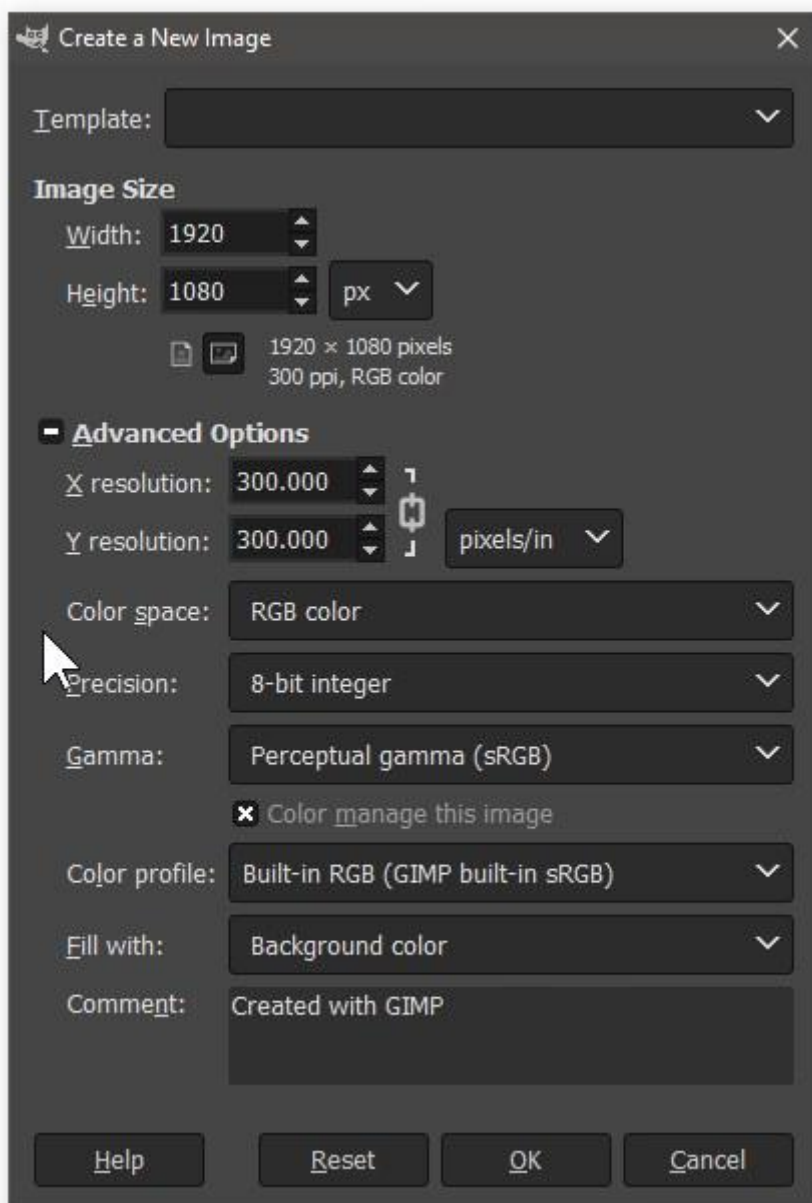 Create a New Image
Template:
Image Size
Width: 1920
Height: 1080 px
1920 × 1080 pixels
300 ppi, RGB color
Advanced Options
X resolution: 300.000
Y resolution: 300.000 pixels/in
Color space: RGB color
Precision: 8-bit integer
Gamma: Perceptual gamma (sRGB)
Color manage this image
Color profile: Built-in RGB (GIMP built-in sRGB)
Fill with: Background color
Comment: Created with GIMP
Help Reset OK Cancel